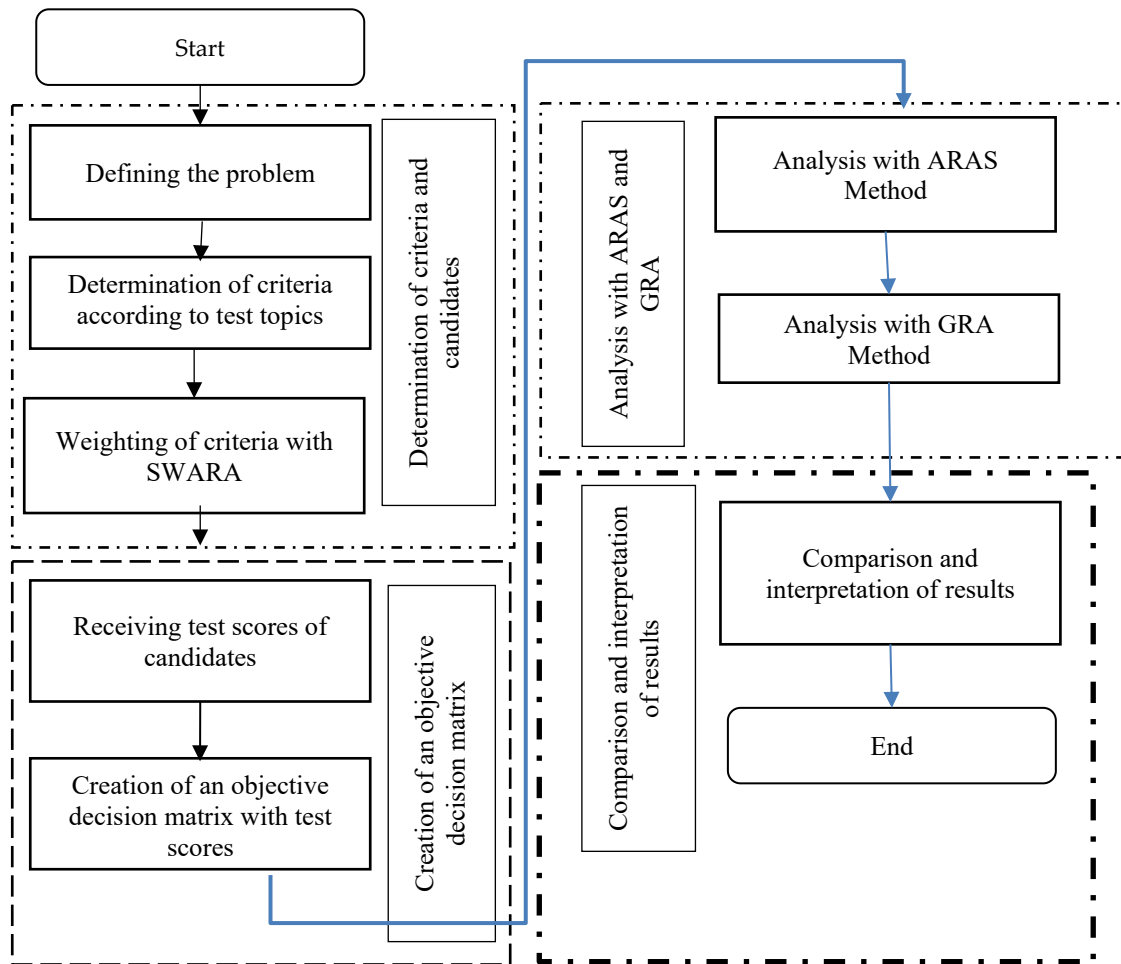 Start
Defining the problem
Determination of criteria
according to test topics
Weighting of criteria with
SWARA
Determination of criteria and
candidates
Receiving test scores of
candidates
Creation of an objective
decision matrix with test
scores
Creation of an objective
decision matrix
Analysis with ARAS and
GRA
Analysis with ARAS
Method
Analysis with GRA
Method
Comparison and interpretation
of results
Comparison and
interpretation of results
End